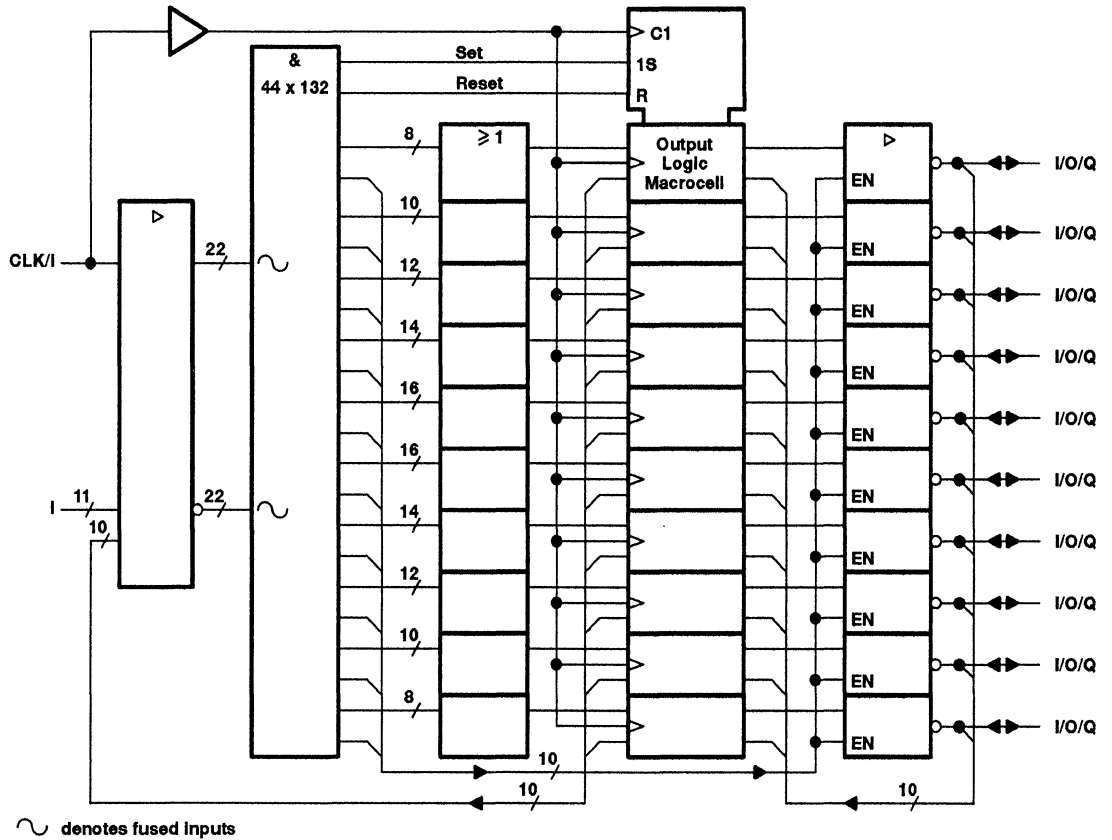 C1
Set
1S
&
44 x 132
Reset
R
8
≥ 1
Output
Logic
Macrocell
I/O/Q
EN
10
I/O/Q
EN
CLK/I
22
12
I/O/Q
EN
14
I/O/Q
EN
16
I/O/Q
EN
16
I/O/Q
EN
I
11
22
10
14
I/O/Q
EN
12
I/O/Q
EN
10
I/O/Q
EN
8
I/O/Q
EN
10
10
10
denotes fused inputs